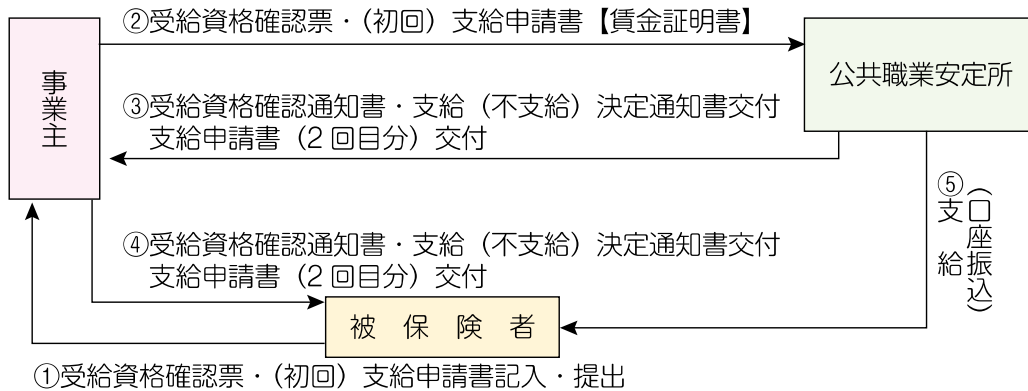 ②受給資格確認票・(初回)支給申請書【賃金証明書】
事業主
公共職業安定所
③受給資格確認通知書・支給(不支給)決定通知書交付
支給申請書(2回目分)交付
⑤支給
(口座振込)
④受給資格確認通知書・支給(不支給)決定通知書交付
支給申請書(2回目分)交付
被保険者
①受給資格確認票・(初回)支給申請書記入・提出